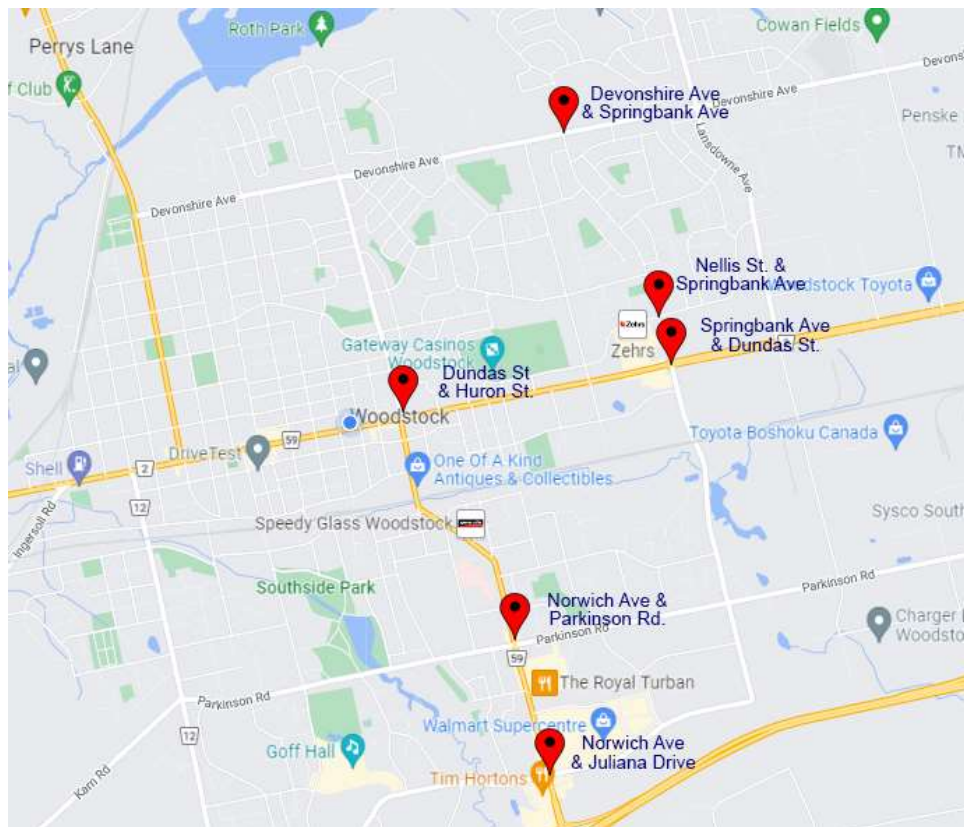 Roth Park
Cowan Fields
Perrys Lane
f Club
Devonshire Ave
& Springbank Ave
Devonshire Ave
Devons
Penske
Lansdowne Ave
TM
Devonshire Ave
Devonshire Ave
Nellis St. &
Springbank Ave
Woodstock Toyota
Zehrs
Zehrs
Springbank Ave
& Dundas St.
Gateway Casinos
Woodstock
al
Dundas St
& Huron St.
Woodstock
59
DriveTest
Toyota Boshoku Canada
Shell
2
One Of A Kind
Antiques & Collectibles
12
Ingersoll Rd
Speedy Glass Woodstock
Sysco South
Southside Park
Parkinson Rd
Norwich Ave &
Parkinson Rd.
Parkinson Rd
Charger
Woodsto
59
The Royal Turban
Parkinson Rd
Walmart Supercentre
12
Goff Hall
Norwich Ave
& Juliana Drive
Karn Rd
Tim Hortons